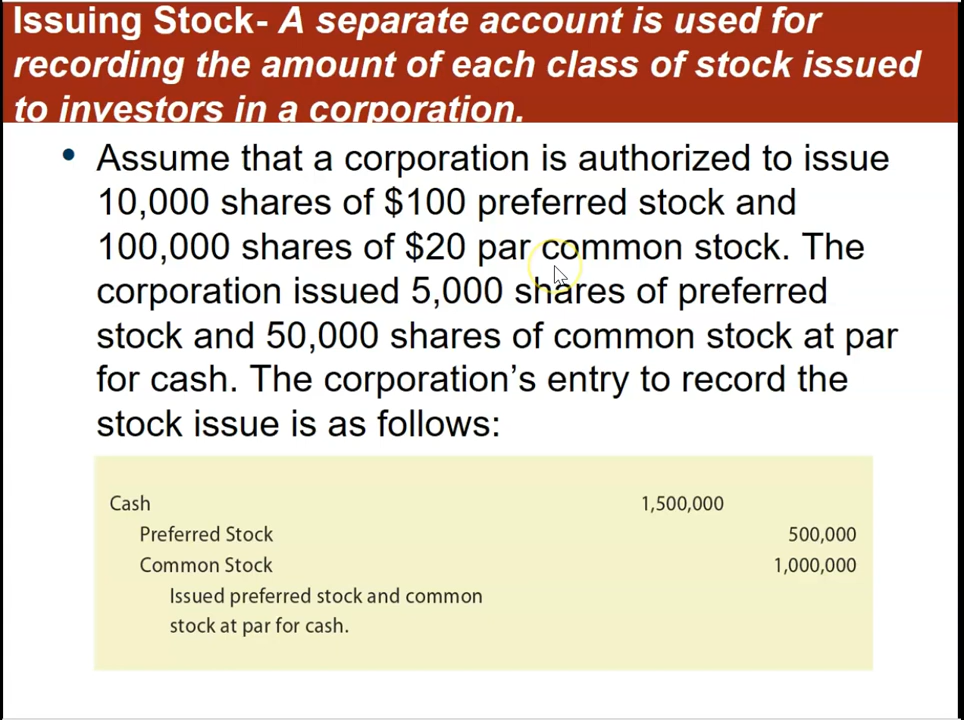 Issuing Stock- A separate account is used for
recording the amount of each class of stock issued
to investors in a corporation.
• Assume that a corporation is authorized to issue
10,000 shares of $100 preferred stock and
100,000 shares of $20 par common stock. The
corporation issued 5,000 shares of preferred
stock and 50,000 shares of common stock at par
for cash. The corporation’s entry to record the
stock issue is as follows:
Cash 1,500,000
Preferred Stock 500,000
Common Stock 1,000,000
Issued preferred stock and common
stock at par for cash.